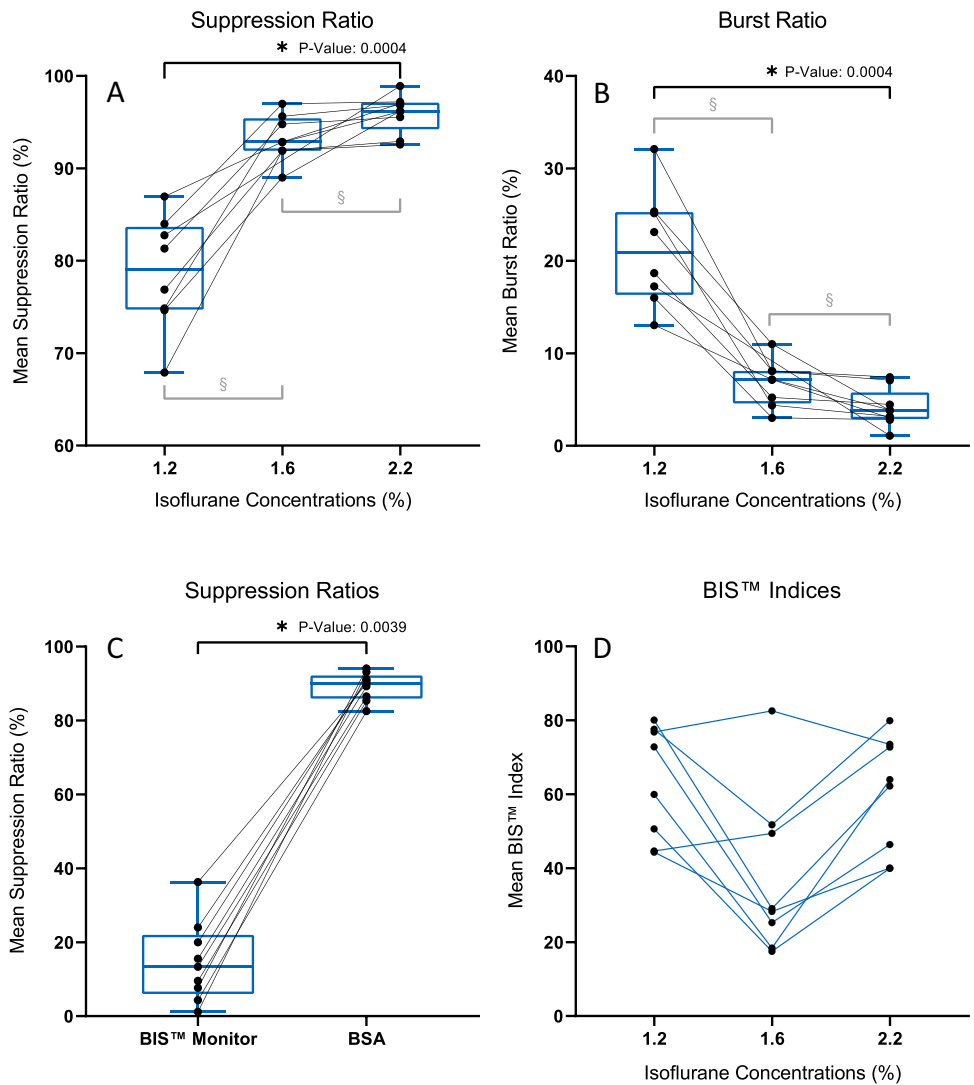 Suppression Ratio
* P-Value: 0.0004
A
100
90
80
70
60
§
§
Mean Suppression Ratio (%)
1.2 1.6 2.2
Isoflurane Concentrations (%)
Burst Ratio
* P-Value: 0.0004
B
40
30
20
10
0
§
§
Mean Burst Ratio (%)
1.2 1.6 2.2
Isoflurane Concentrations (%)
Suppression Ratios
* P-Value: 0.0039
C
100
80
60
40
20
0
Mean Suppression Ratio (%)
BIS™ Monitor BSA
BIS™ Indices
D
100
80
60
40
20
0
Mean BIS™ Index
1.2 1.6 2.2
Isoflurane Concentrations (%)